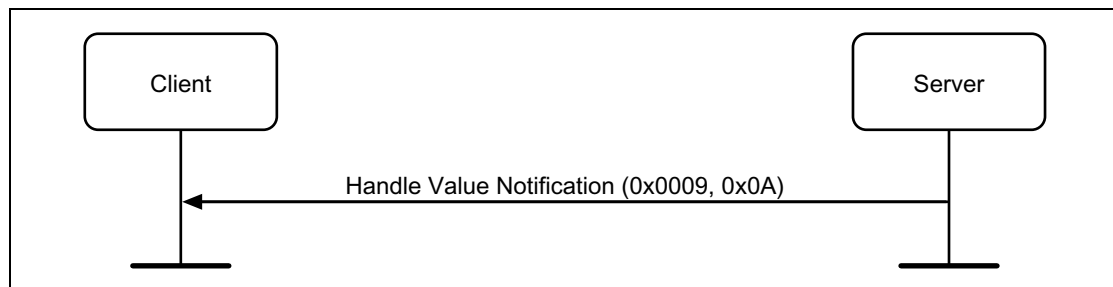 Client
Server
Handle Value Notification (0x0009, 0x0A)